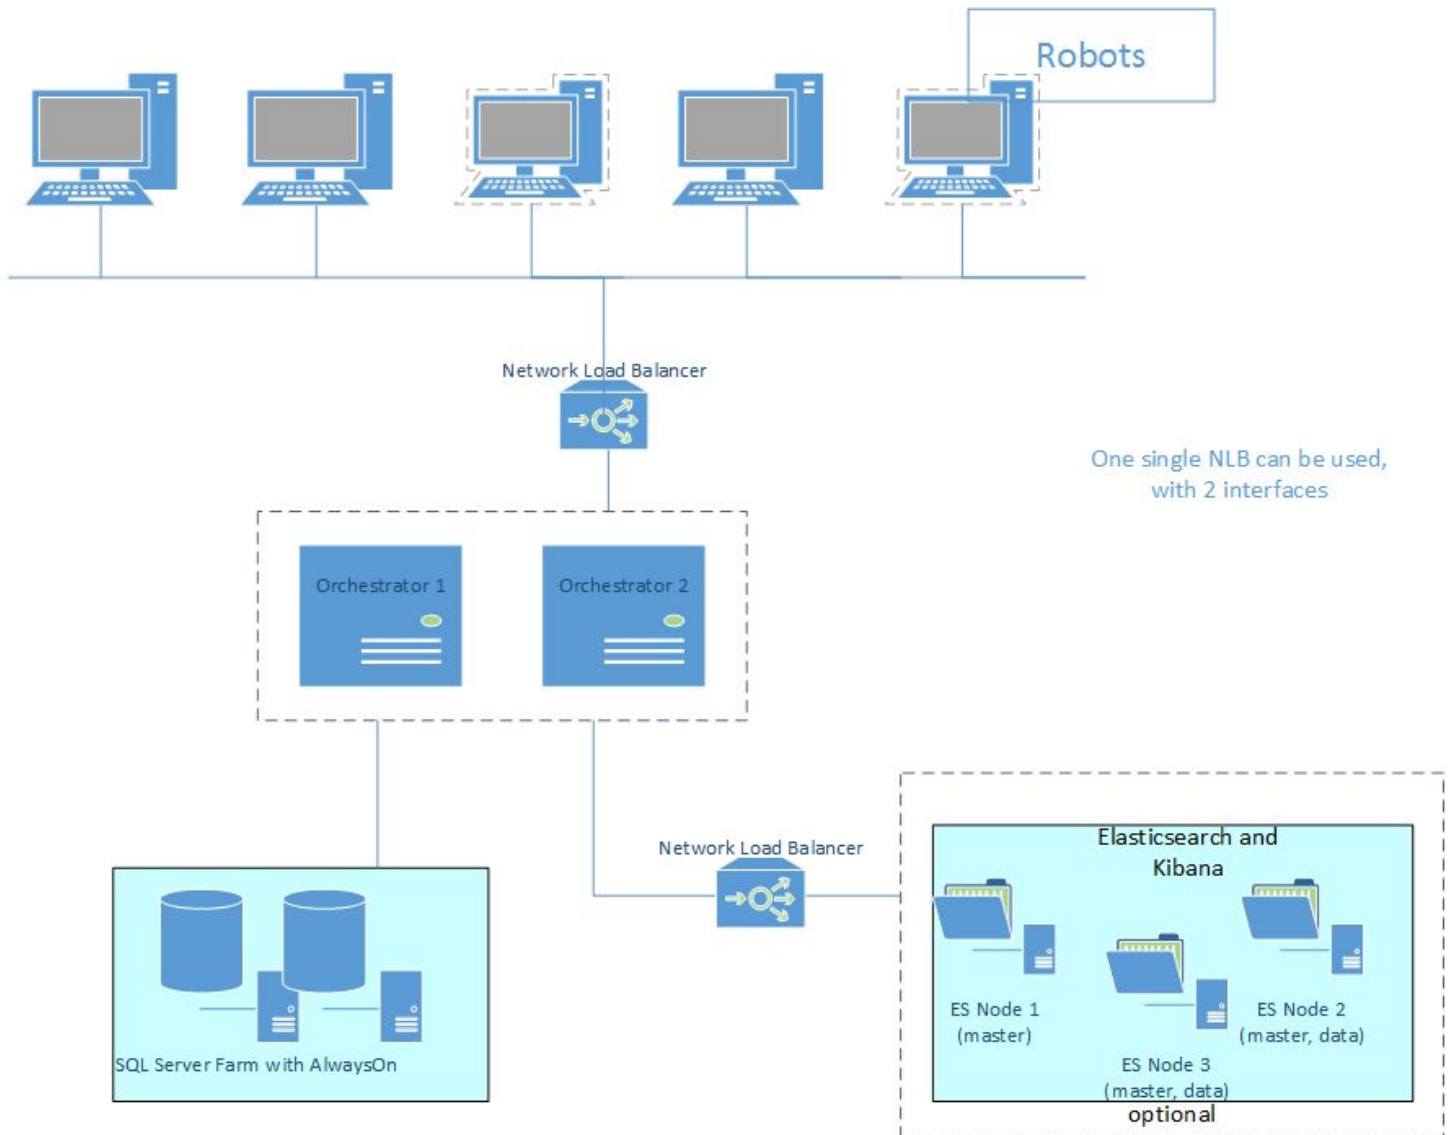 Robots
Network Load Balancer
One single NLB can be used,
with 2 interfaces
Orchestrator 1
Orchestrator 2
Network Load Balancer
Elasticsearch and
Kibana
SQL Server Farm with AlwaysOn
ES Node 1
(master)
ES Node 2
(master, data)
ES Node 3
(master, data)
optional